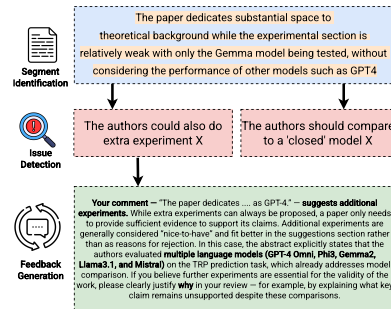 The paper dedicates substantial space to
theoretical background while the experimental section is
relatively weak with only the Gemma model being tested, without
considering the performance of other models such as GPT4
Segment
Identification
The authors could also do
extra experiment X
The authors should compare
to a 'closed' model X
Issue
Detection
Your comment — "The paper dedicates .... as GPT-4." — suggests additional
experiments. While extra experiments can always be proposed, a paper only needs
to provide sufficient evidence to support its claims. Additional experiments are
generally considered "nice-to-have" and fit better in the suggestions section rather
than as reasons for rejection. In this case, the abstract explicitly states that the
authors evaluated multiple language models (GPT-4 Omni, Phi3, Gemma2,
Llama3.1, and Mistral) on the TRP prediction task, which already addresses model
comparison. If you believe further experiments are essential for the validity of the
work, please clearly justify why in your review — for example, by explaining what key
claim remains unsupported despite these comparisons.
Feedback
Generation